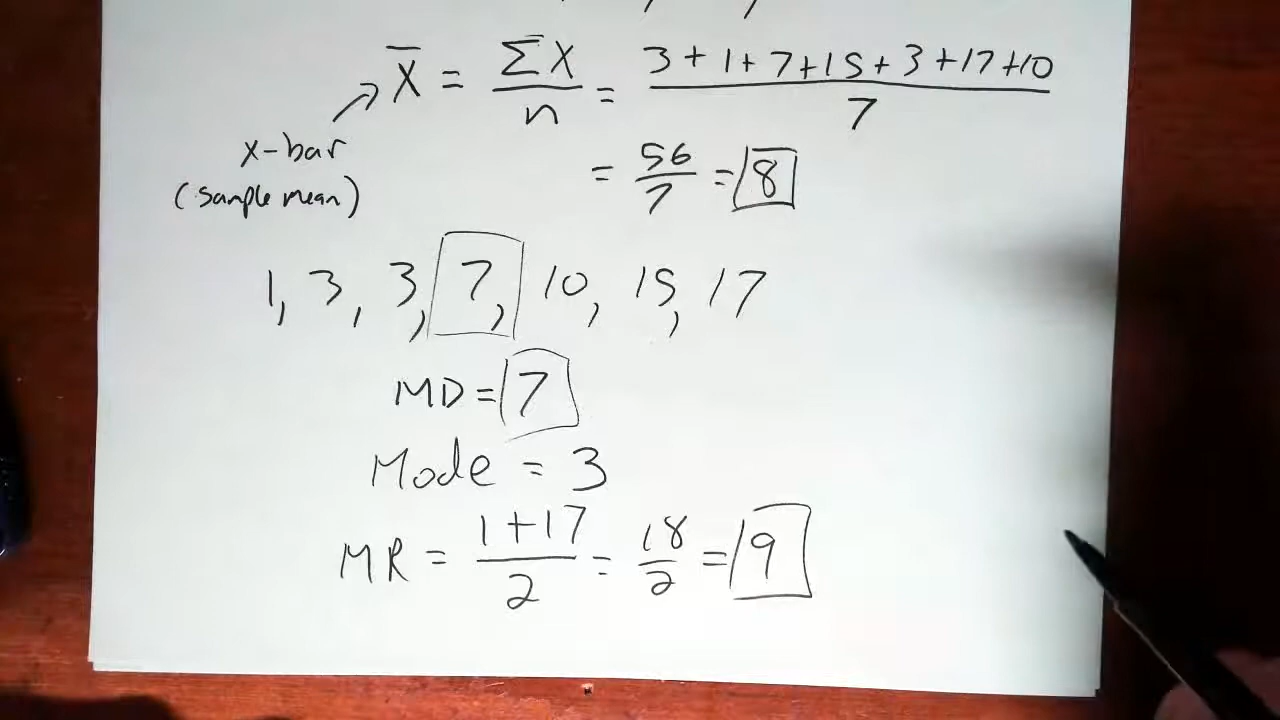 X̄ = ΣX/n = 3+1+7+15+3+17+10/7
x-bar
(sample mean)
= 56/7 = 8
1, 3, 3, 7, 10, 15, 17
MD = 7
Mode = 3
MR = 1+17/2 = 18/2 = 9